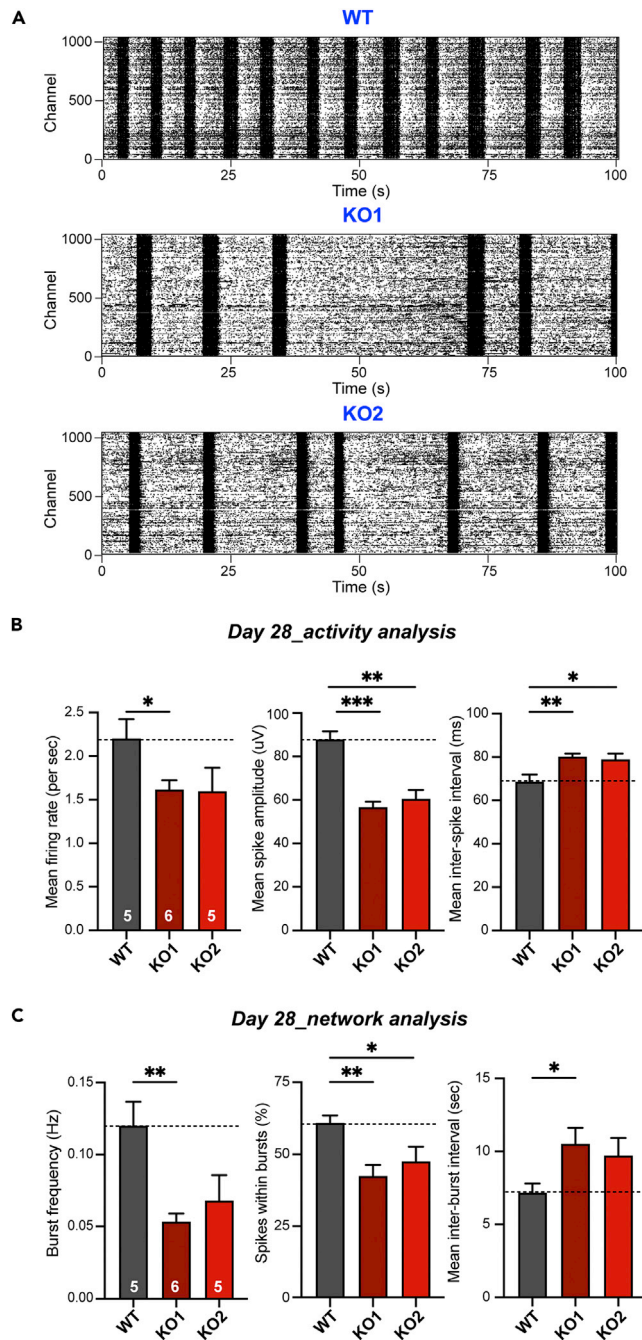 A
WT
Channel
1000
500
0
0 25 50 75 100
Time (s)
KO1
Channel
1000
500
0
0 25 50 75 100
Time (s)
KO2
Channel
1000
500
0
0 25 50 75 100
Time (s)
B
Day 28_activity analysis
Mean firing rate (per sec)
2.5
2.0
1.5
1.0
0.5
0.0
*
5 6 5
WT KO1 KO2
Mean spike amplitude (uV)
100
80
60
40
20
0
**
***
WT KO1 KO2
Mean inter-spike interval (ms)
100
80
60
40
20
0
*
**
WT KO1 KO2
C
Day 28_network analysis
Burst frequency (Hz)
0.15
0.10
0.05
0.00
**
5 6 5
WT KO1 KO2
Spikes within bursts (%)
75
50
25
0
*
**
WT KO1 KO2
Mean inter-burst interval (sec)
15
10
5
0
*
WT KO1 KO2